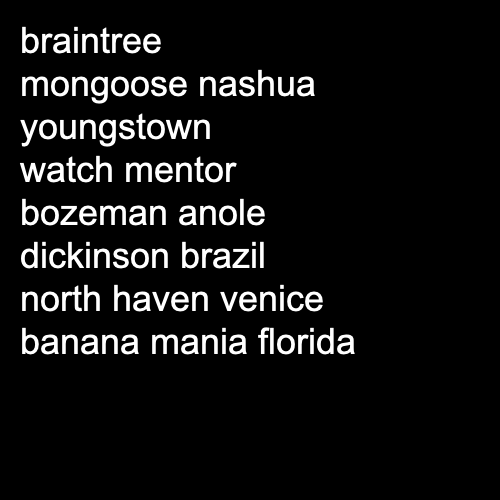 braintree
mongoose nashua
youngstown
watch mentor
bozeman anole
dickinson brazil
north haven venice
banana mania florida